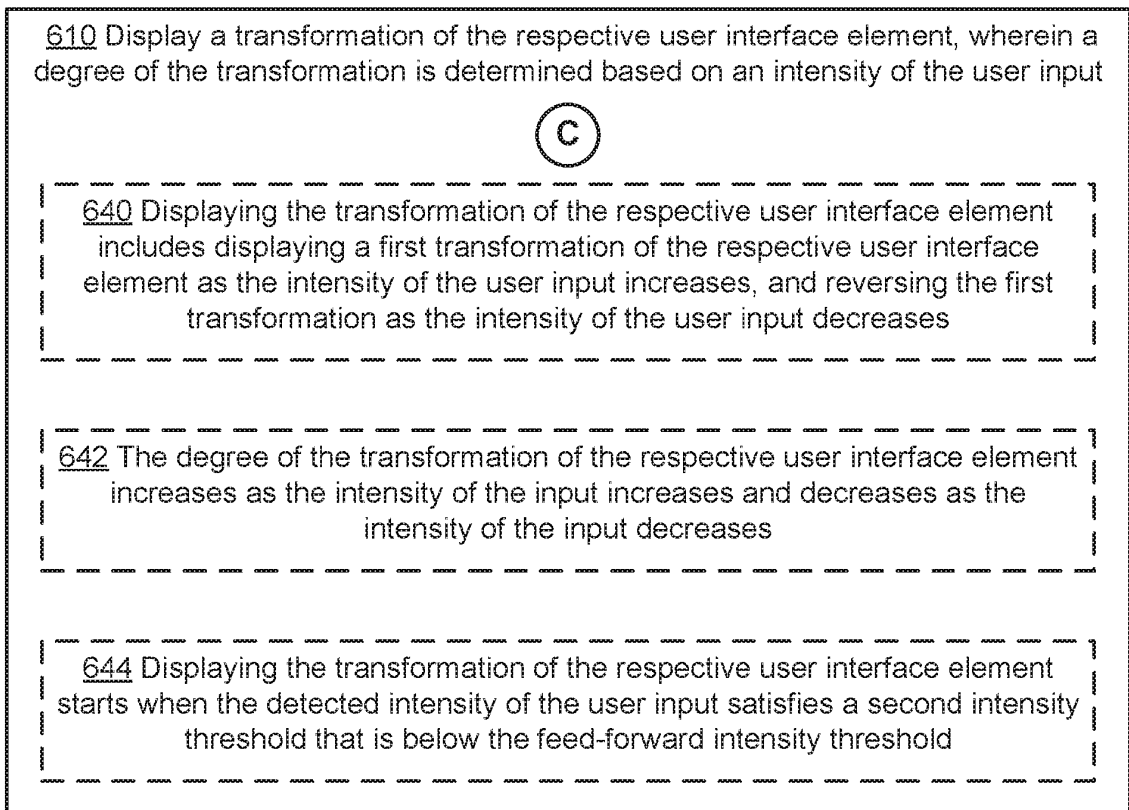 610 Display a transformation of the respective user interface element, wherein a
degree of the transformation is determined based on an intensity of the user input
C
640 Displaying the transformation of the respective user interface element
includes displaying a first transformation of the respective user interface
element as the intensity of the user input increases, and reversing the first
transformation as the intensity of the user input decreases
642 The degree of the transformation of the respective user interface element
increases as the intensity of the input increases and decreases as the
intensity of the input decreases
644 Displaying the transformation of the respective user interface element
starts when the detected intensity of the user input satisfies a second intensity
threshold that is below the feed-forward intensity threshold